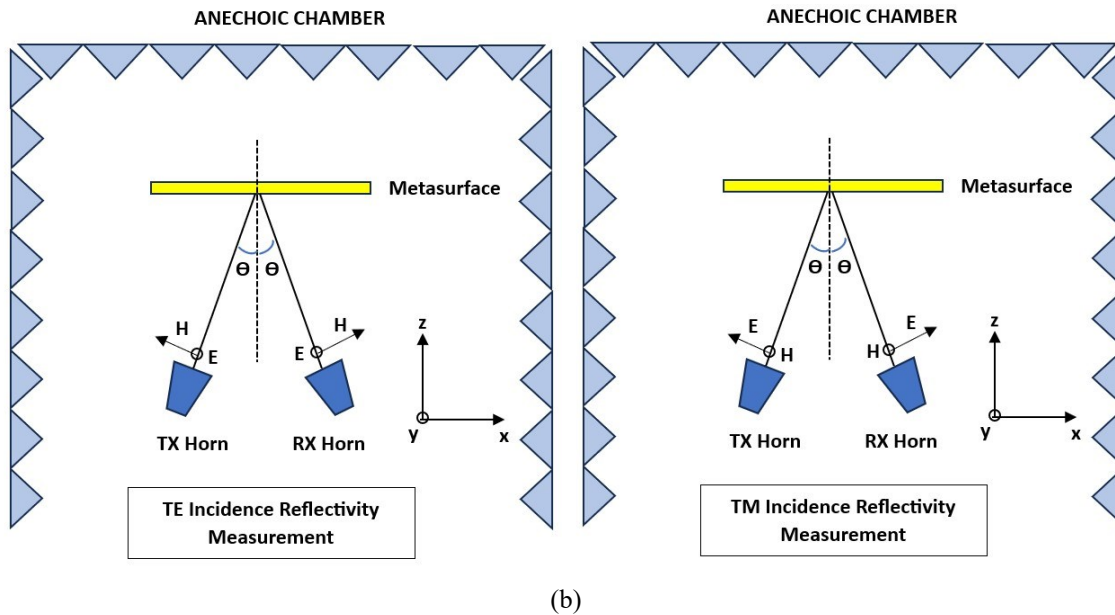 ANECHOIC CHAMBER
Metasurface
Ɵ Ɵ
H
E
E
H
TX Horn
RX Horn
z
y
x
TE Incidence Reflectivity
Measurement
ANECHOIC CHAMBER
Metasurface
Ɵ Ɵ
E
H
H
E
TX Horn
RX Horn
z
y
x
TM Incidence Reflectivity
Measurement
(b)